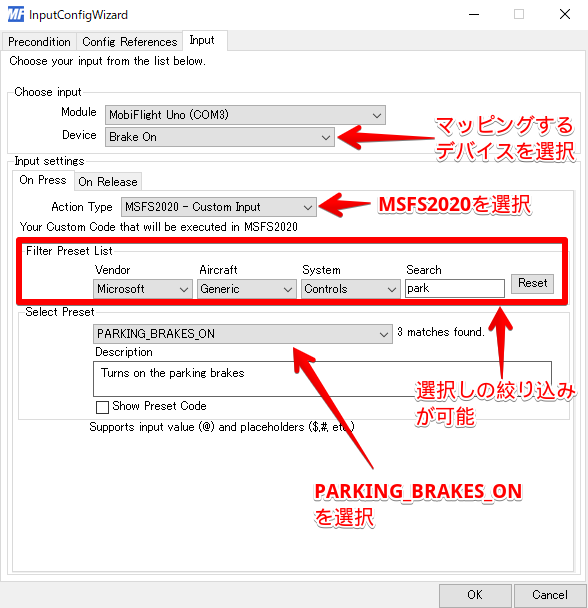 MF InputConfigWizard
Precondition Config References Input
Choose your input from the list below.
Choose input
Module MobiFlight Uno (COM3)
Device Brake On
マッピングする
デバイスを選択
Input settings
On Press On Release
Action Type MSFS2020 - Custom Input
MSFS2020を選択
Your Custom Code that will be executed in MSFS2020
Filter Preset List
Vendor Aircraft System Search
Microsoft Generic Controls park Reset
Select Preset
PARKING_BRAKES_ON 3 matches found.
Description
Turns on the parking brakes
選択しの絞り込み
が可能
Show Preset Code
Supports input value (@) and placeholders ($,#, etc.)
PARKING_BRAKES_ON
を選択
OK Cancel